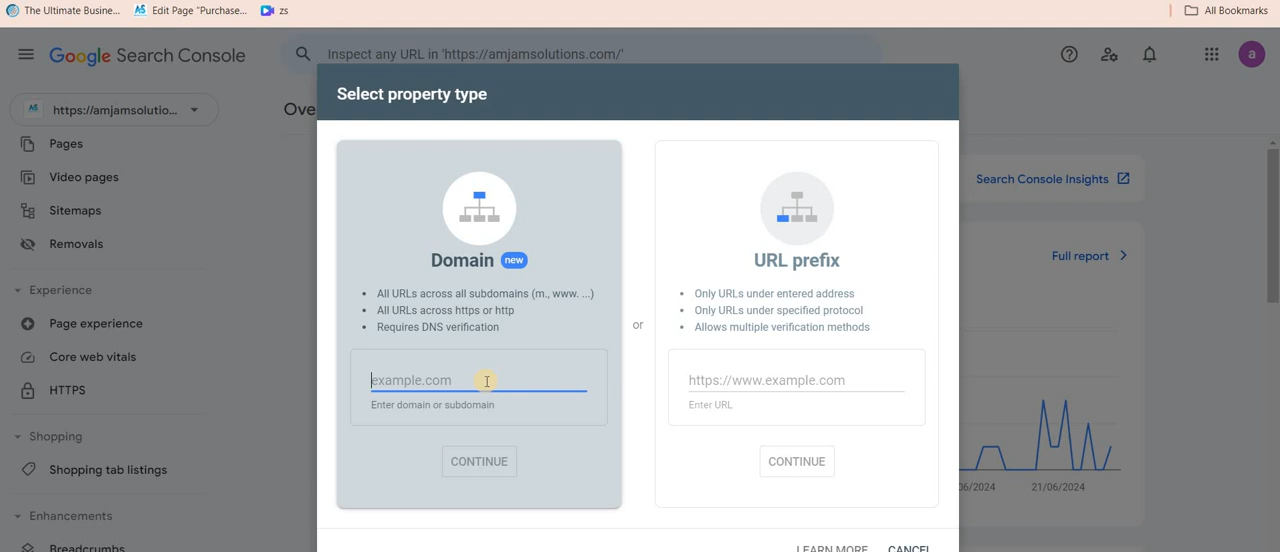 The Ultimate Busine...
Edit Page "Purchase...
zs
All Bookmarks
Google Search Console
Inspect any URL in 'https://amjamsolutions.com/'
a
AS
https://amjamsolutio...
Ove
Select property type
Pages
Video pages
Sitemaps
Removals
Experience
Page experience
Core web vitals
HTTPS
Shopping
Shopping tab listings
Enhancements
Breadcrumbs
Domain new
• All URLs across all subdomains (m., www. ...)
• All URLs across https or http
• Requires DNS verification
example.com
Enter domain or subdomain
CONTINUE
or
URL prefix
• Only URLs under entered address
• Only URLs under specified protocol
• Allows multiple verification methods
https://www.example.com
Enter URL
CONTINUE
LEARN MORE CANCEL
Search Console Insights
Full report
06/2024
21/06/2024